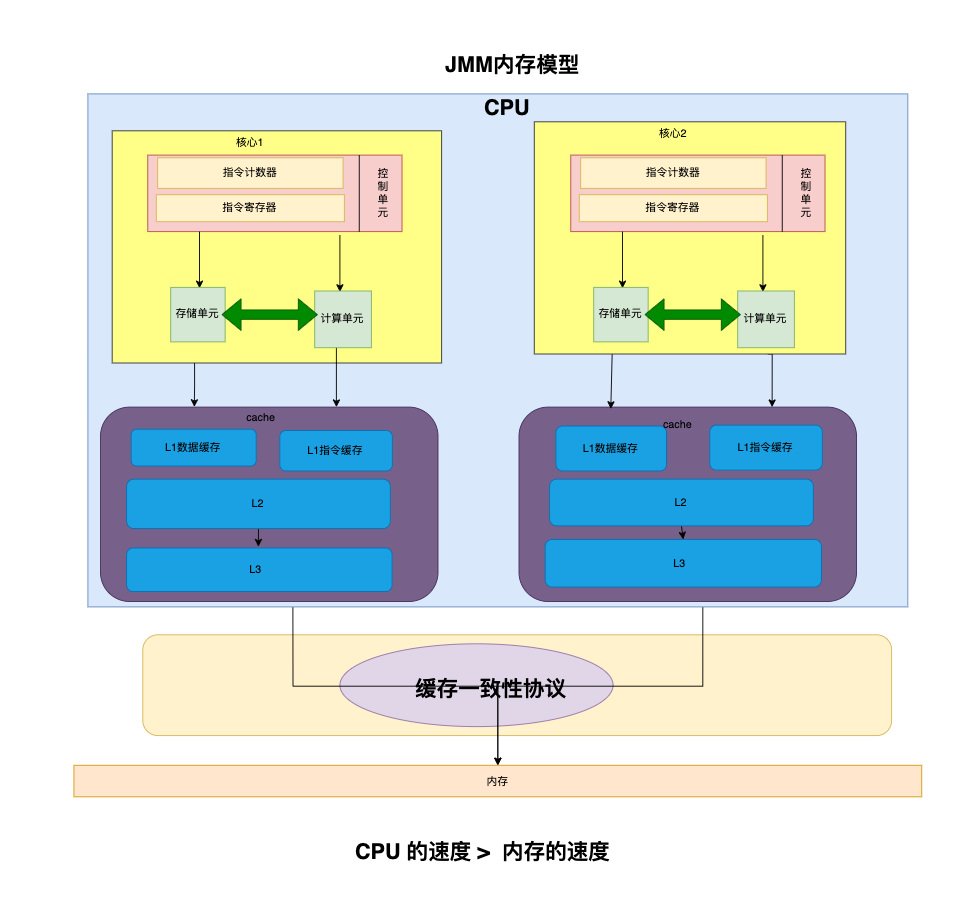 JMM内存模型
CPU
核心1
指令计数器
指令寄存器
控制单元
存储单元
计算单元
核心2
指令计数器
指令寄存器
控制单元
存储单元
计算单元
cache
L1数据缓存
L1指令缓存
L2
L3
cache
L1数据缓存
L1指令缓存
L2
L3
缓存一致性协议
内存
CPU 的速度 > 内存的速度